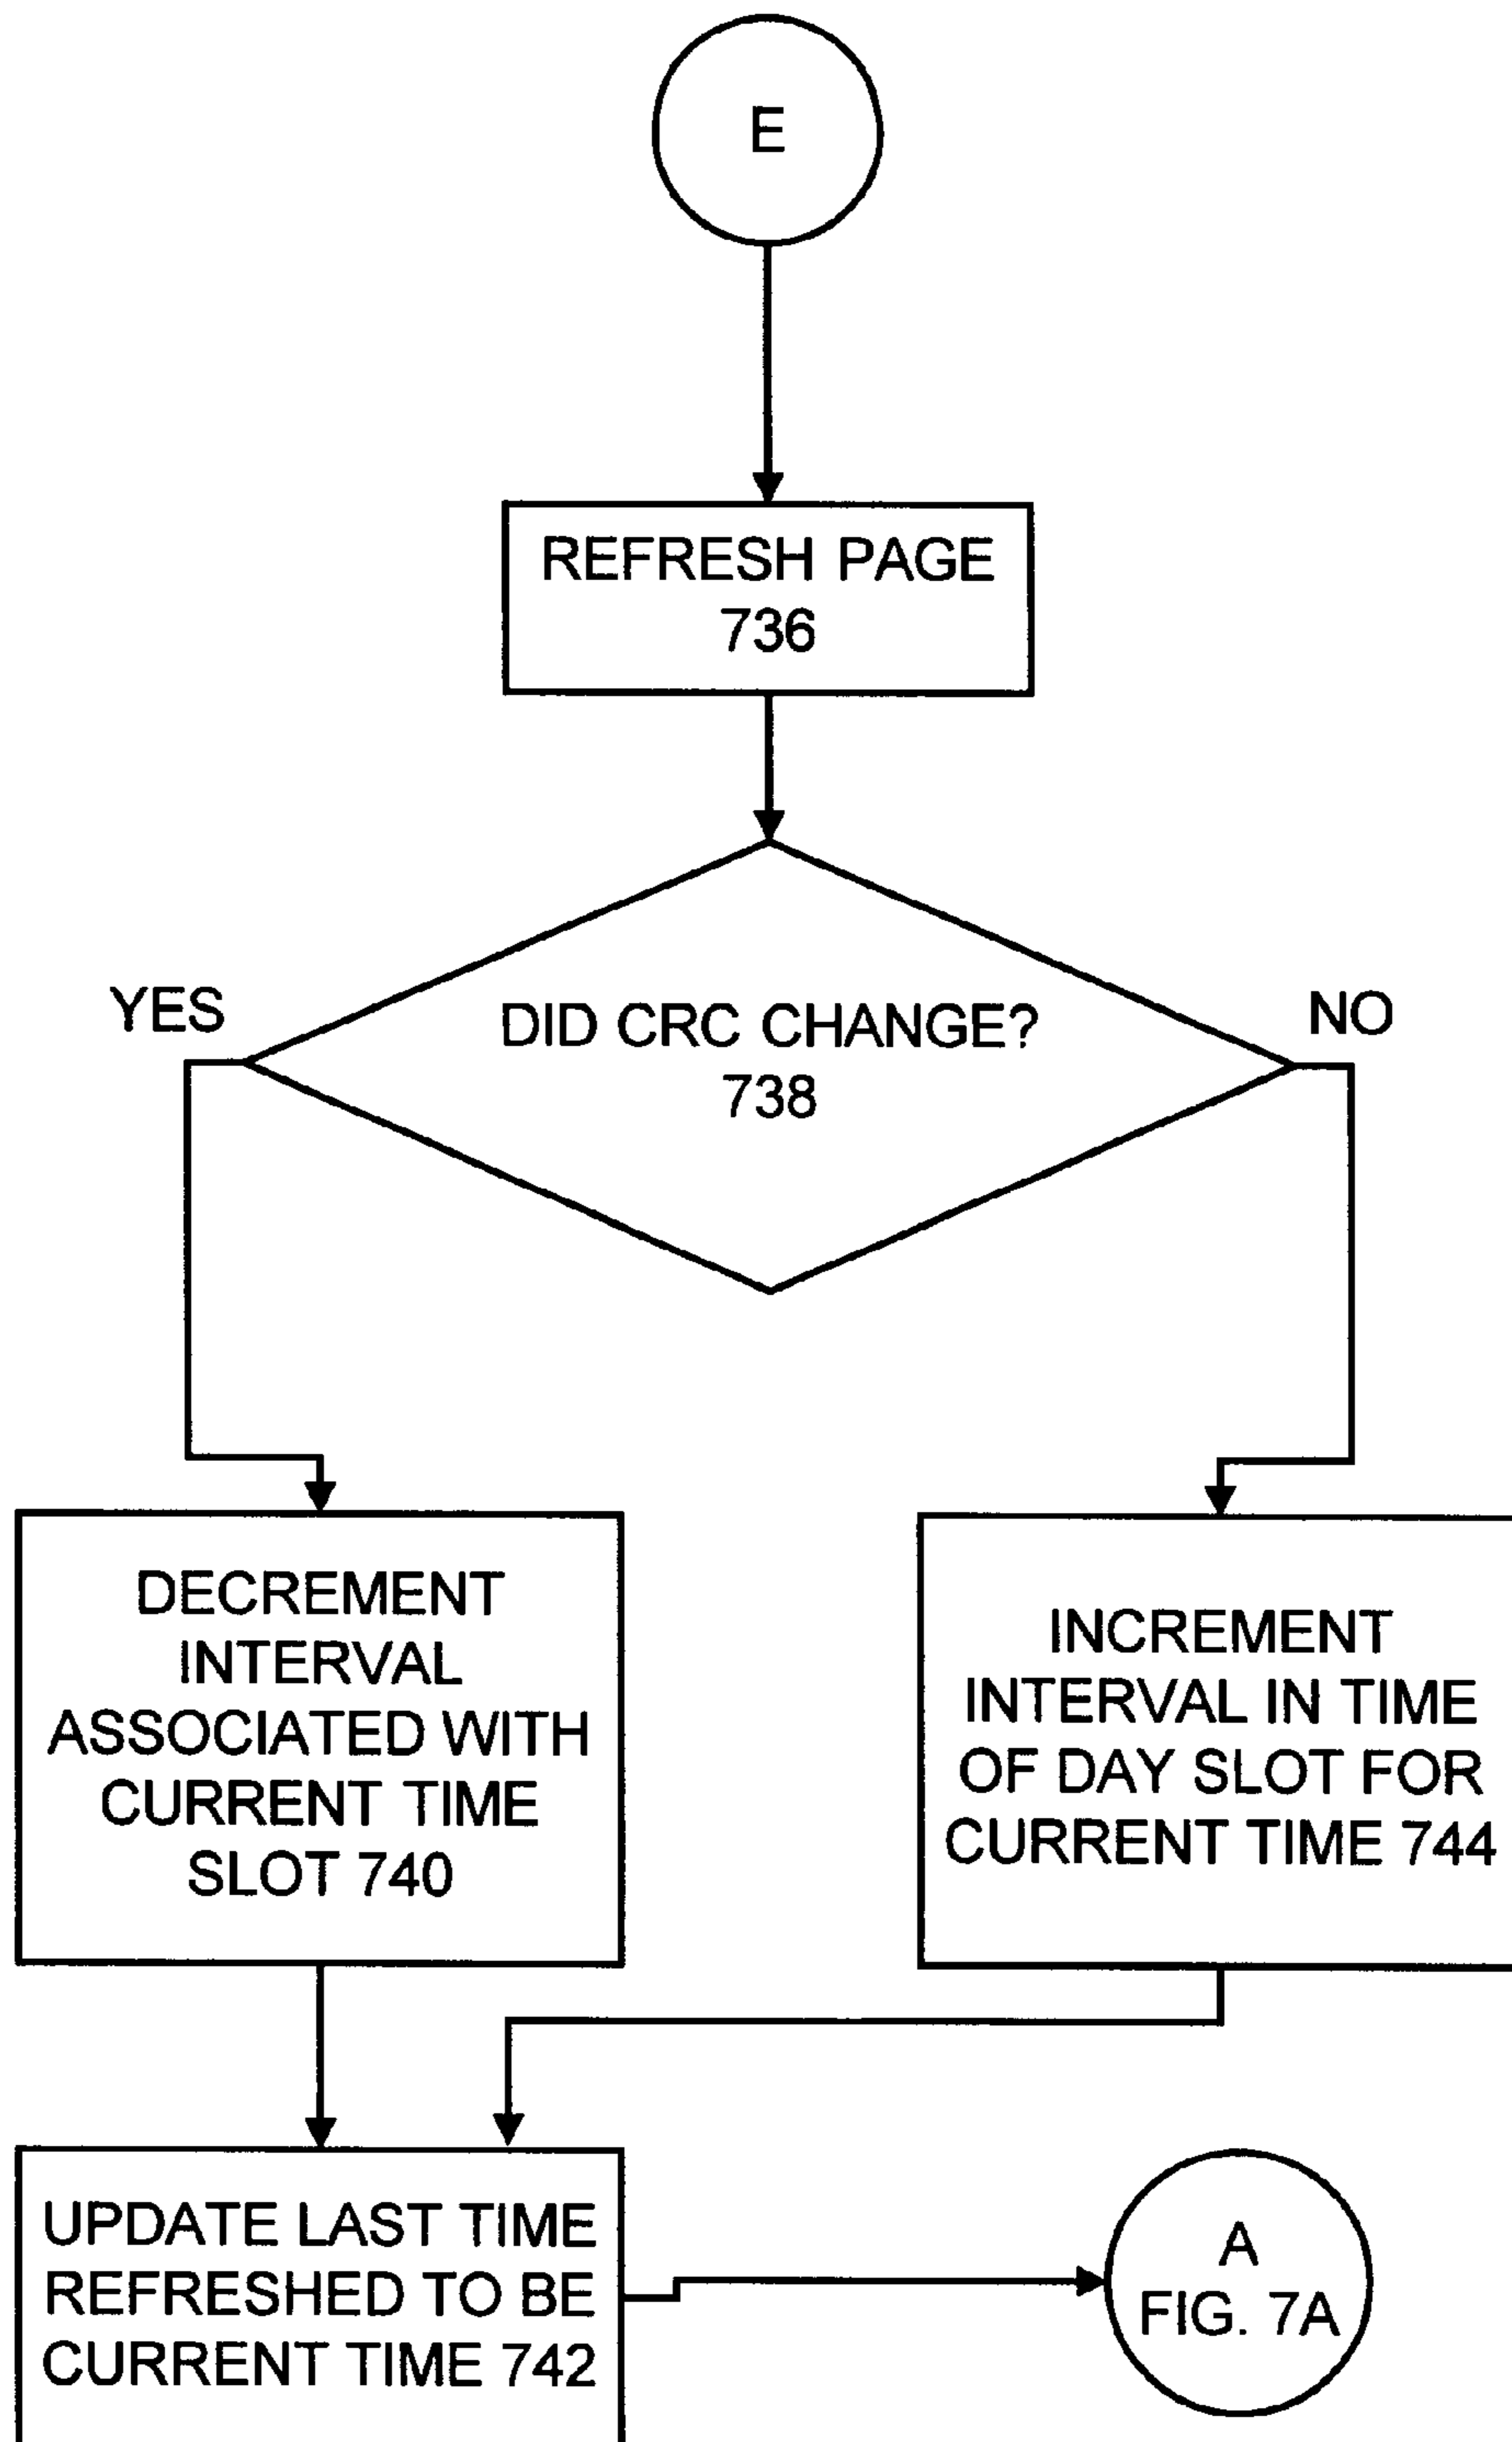 E
REFRESH PAGE
736
YES
DID CRC CHANGE?
738
NO
DECREMENT
INTERVAL
ASSOCIATED WITH
CURRENT TIME
SLOT 740
INCREMENT
INTERVAL IN TIME
OF DAY SLOT FOR
CURRENT TIME 744
UPDATE LAST TIME
REFRESHED TO BE
CURRENT TIME 742
A
FIG. 7A